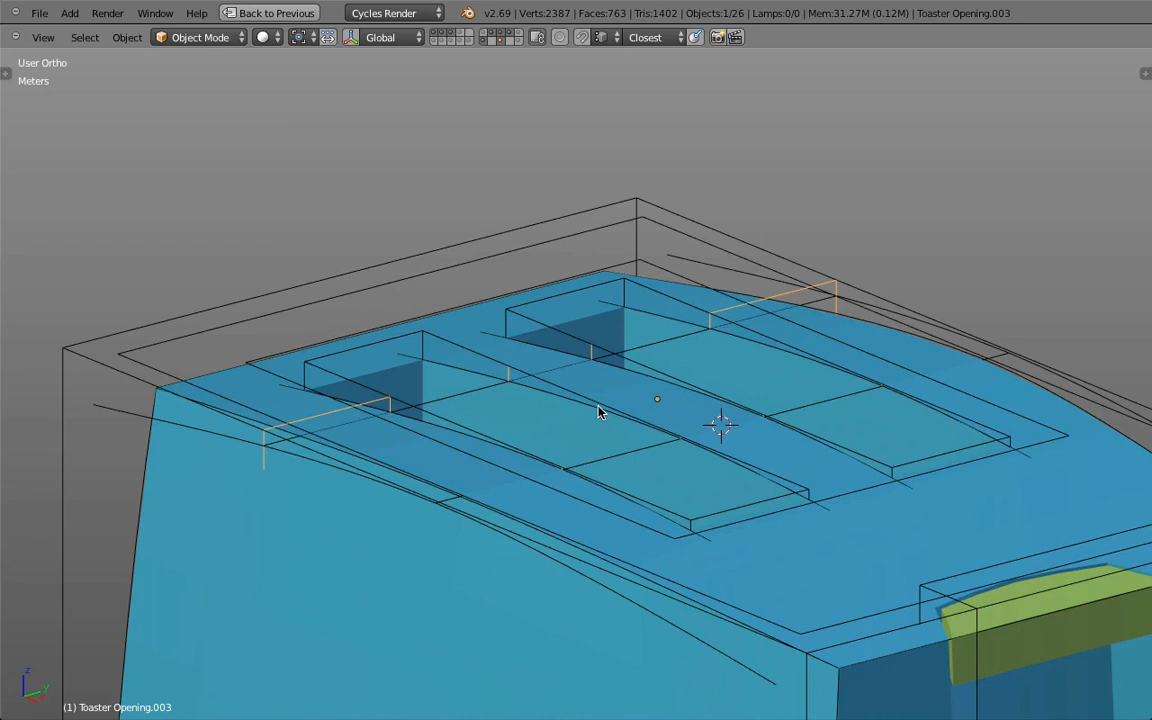 File Add Render Window Help Back to Previous Cycles Render v2.69 | Verts:2387 | Faces:763 | Tris:1402 | Objects:1/26 | Lamps:0/0 | Mem:31.27M (0.12M) | Toaster Opening.003
View Select Object Object Mode Global Closest
User Ortho
Meters
z
y
(1) Toaster Opening.003